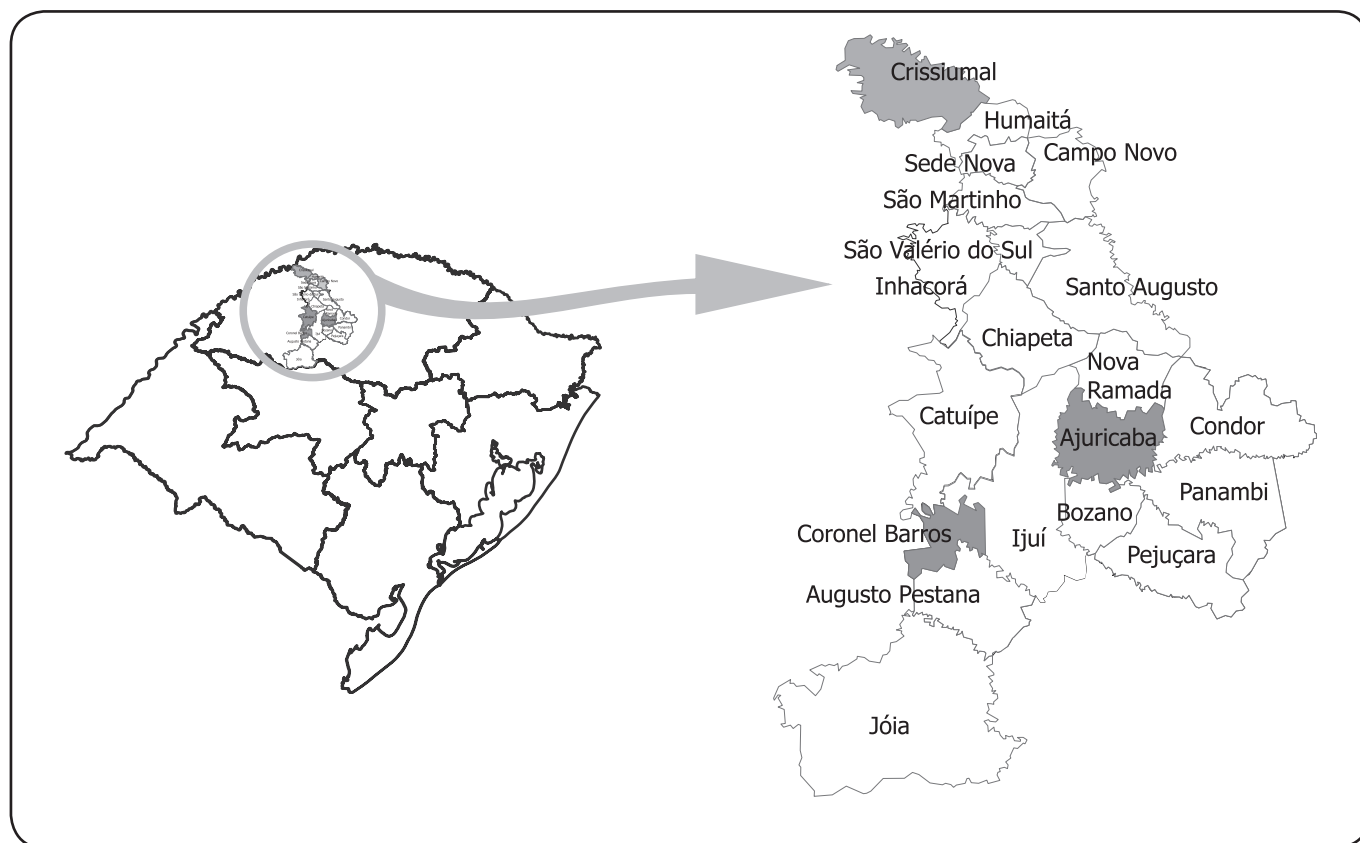 Crissiumal
Humaitá
Sede Nova
Campo Novo
São Martinho
São Valério do Sul
Inhacorá
Santo Augusto
Chiapeta
Nova
Ramada
Catuípe
Ajuricaba
Condor
Panambi
Bozano
Coronel Barros
Ijuí
Pejuçara
Augusto Pestana
Jóia